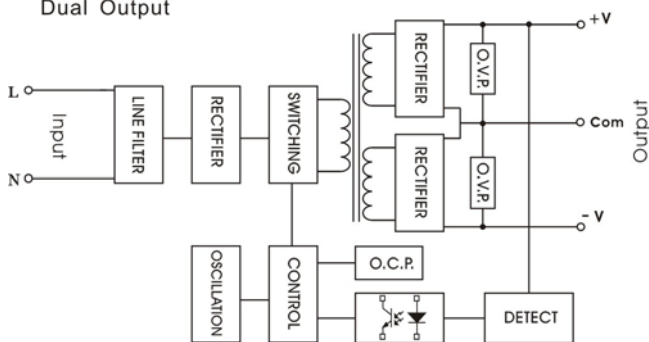 Dual Output
L
N
Input
LINE FILTER
RECTIFIER
SWITCHING
RECTIFIER
RECTIFIER
O.V.P.
O.V.P.
+V
Com
- V
Output
OSCILLATION
CONTROL
O.C.P.
DETECT